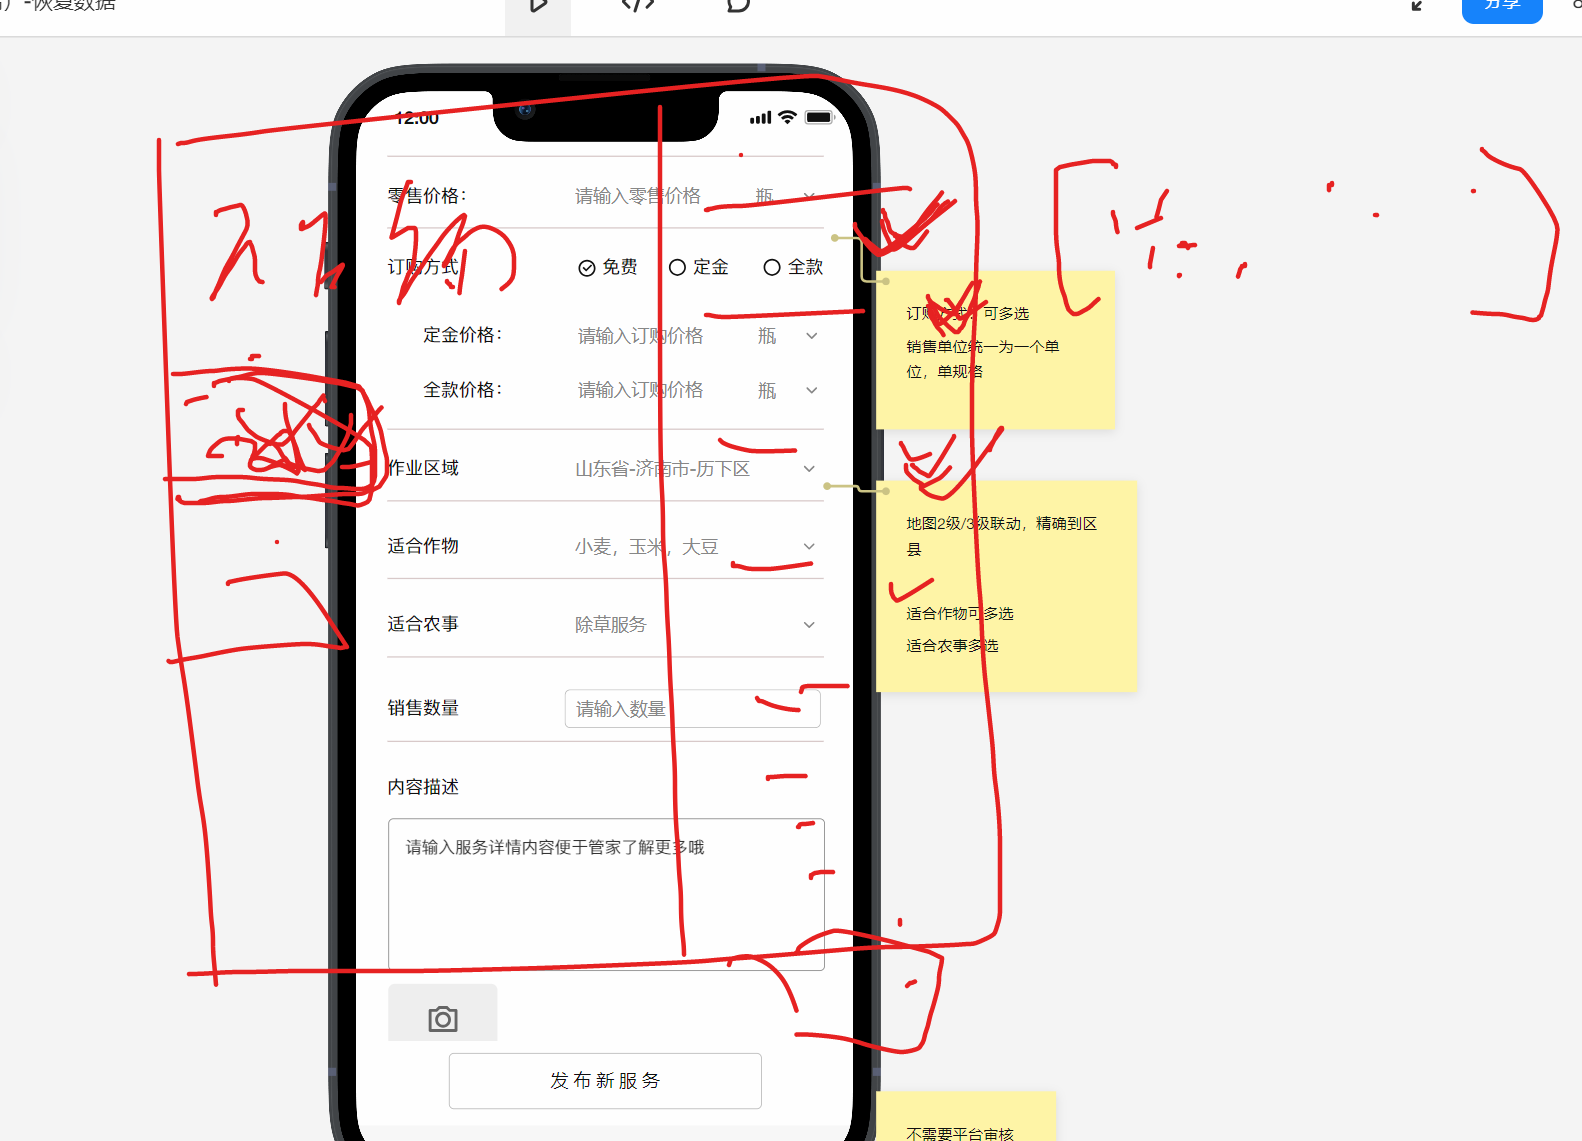 -恢复数据
分享
12:00
零售价格：
请输入零售价格
瓶
订购方式
免费
定金
全款
定金价格：
请输入订购价格
瓶
全款价格：
请输入订购价格
瓶
作业区域
山东省-济南市-历下区
适合作物
小麦，玉米，大豆
适合农事
除草服务
销售数量
请输入数量
内容描述
请输入服务详情内容便于管家了解更多哦
发布新服务
可多选
销售单位统一为一个单
位，单规格
地图2级/3级联动，精确到区
县
适合作物可多选
适合农事多选
不需要平台审核